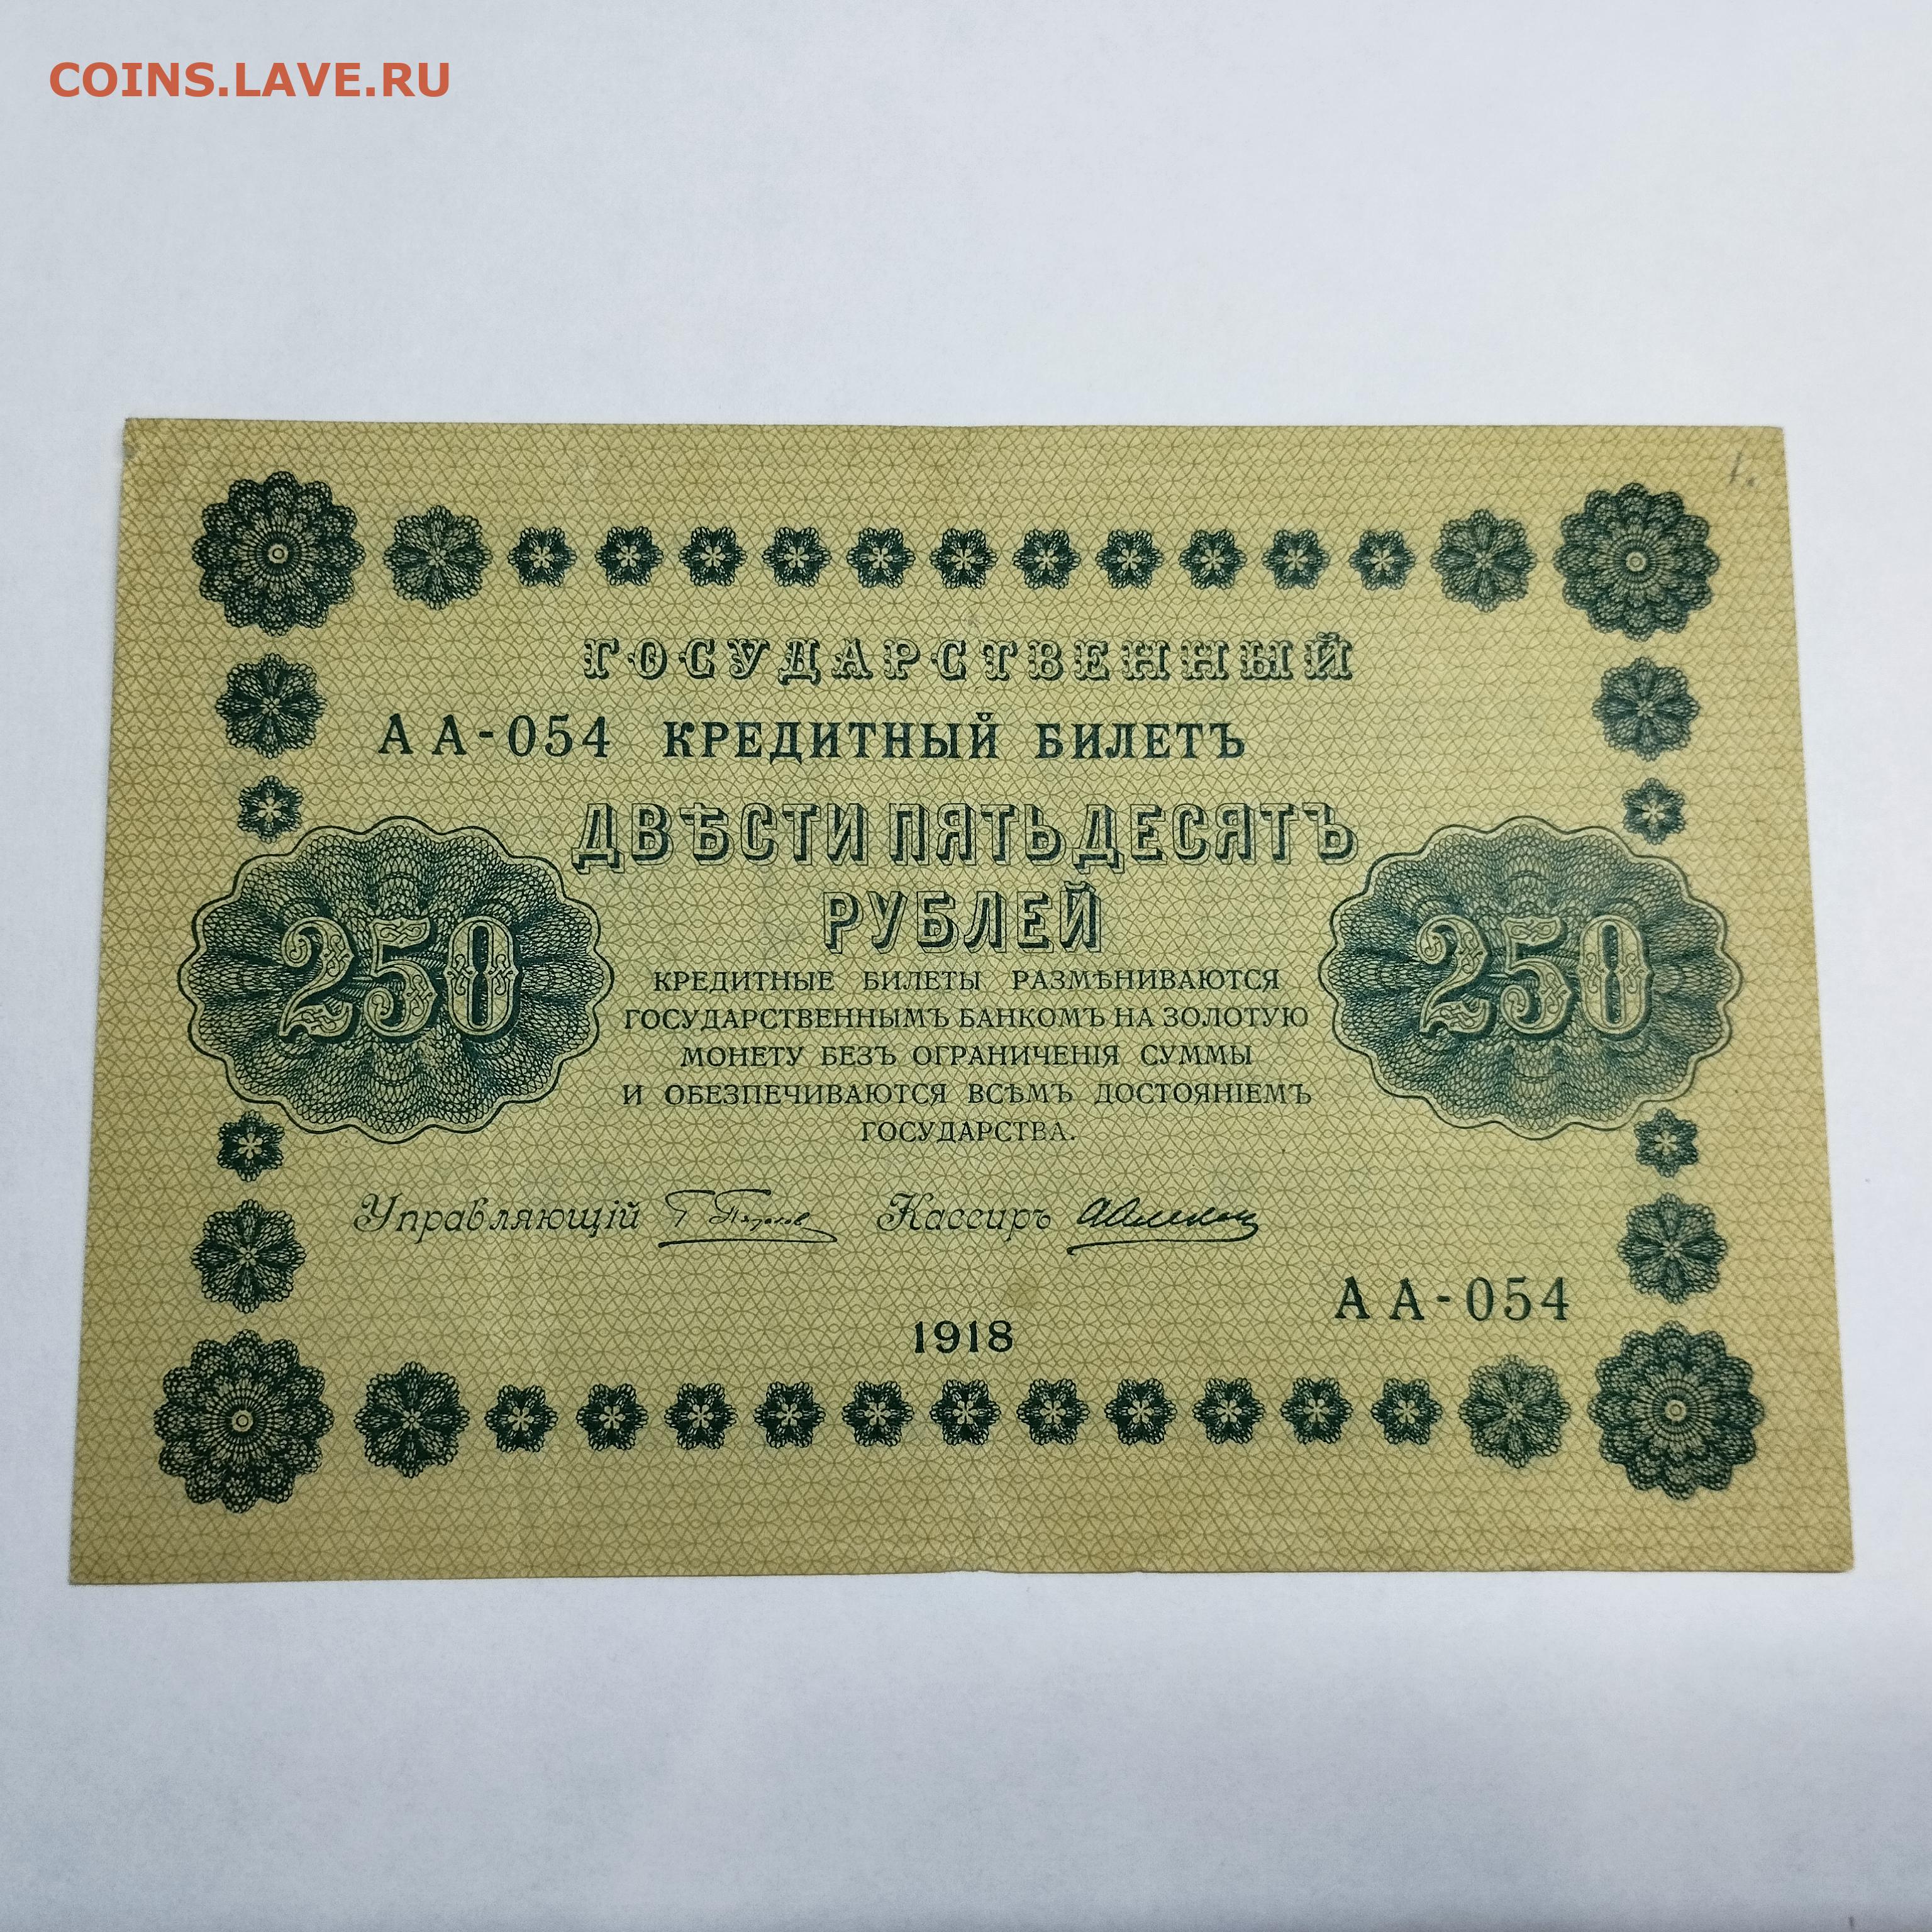 COINS.LAVE.RU
1.
ГОСУДАРСТВЕННЫЙ
АА-054 КРЕДИТНЫЙ БИЛЕТЪ
ДВѢСТИ ПЯТЬДЕСЯТЪ
РУБЛЕЙ
250 250
КРЕДИТНЫЕ БИЛЕТЫ РАЗМѢНИВАЮТСЯ
ГОСУДАРСТВЕННЫМЪ БАНКОМЪ НА ЗОЛОТУЮ
МОНЕТУ БЕЗЪ ОГРАНИЧЕНІЯ СУММЫ
И ОБЕЗПЕЧИВАЮТСЯ ВСѢМЪ ДОСТОЯНІЕМЪ
ГОСУДАРСТВА.
Управляющій Кассиръ
АА-054
1918